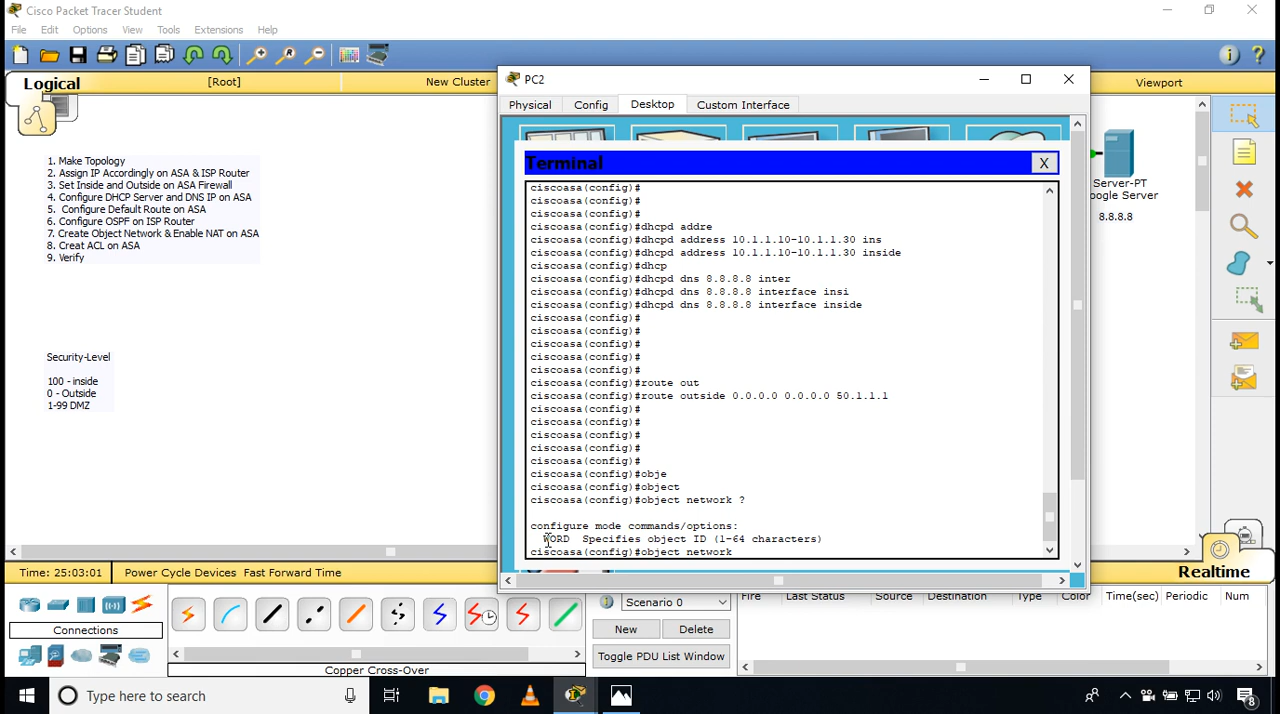 Cisco Packet Tracer Student
File Edit Options View Tools Extensions Help
Logical
[Root]
New Cluster
Viewport
1. Make Topology
2. Assign IP Accordingly on ASA & ISP Router
3. Set Inside and Outside on ASA Firewall
4. Configure DHCP Server and DNS IP on ASA
5. Configure Default Route on ASA
6. Configure OSPF on ISP Router
7. Create Object Network & Enable NAT on ASA
8. Creat ACL on ASA
9. Verify
Security-Level
100 - inside
0 - Outside
1-99 DMZ
PC2
Physical Config Desktop Custom Interface
Terminal
X
ciscoasa(config)#
ciscoasa(config)#
ciscoasa(config)#
ciscoasa(config)#dhcpd addre
ciscoasa(config)#dhcpd address 10.1.1.10-10.1.1.30 ins
ciscoasa(config)#dhcpd address 10.1.1.10-10.1.1.30 inside
ciscoasa(config)#dhcp
ciscoasa(config)#dhcpd dns 8.8.8.8 inter
ciscoasa(config)#dhcpd dns 8.8.8.8 interface insi
ciscoasa(config)#dhcpd dns 8.8.8.8 interface inside
ciscoasa(config)#
ciscoasa(config)#
ciscoasa(config)#
ciscoasa(config)#
ciscoasa(config)#
ciscoasa(config)#route out
ciscoasa(config)#route outside 0.0.0.0 0.0.0.0 50.1.1.1
ciscoasa(config)#
ciscoasa(config)#
ciscoasa(config)#
ciscoasa(config)#
ciscoasa(config)#
ciscoasa(config)#obje
ciscoasa(config)#object
ciscoasa(config)#object network ?
configure mode commands/options:
WORD Specifies object ID (1-64 characters)
ciscoasa(config)#object network
Server-PT
oogle Server
8.8.8.8
Time: 25:03:01
Power Cycle Devices Fast Forward Time
Realtime
Connections
Copper Cross-Over
Scenario 0
New
Delete
Toggle PDU List Window
Fire Last Status Source Destination Type Color Time(sec) Periodic Num
Type here to search
8